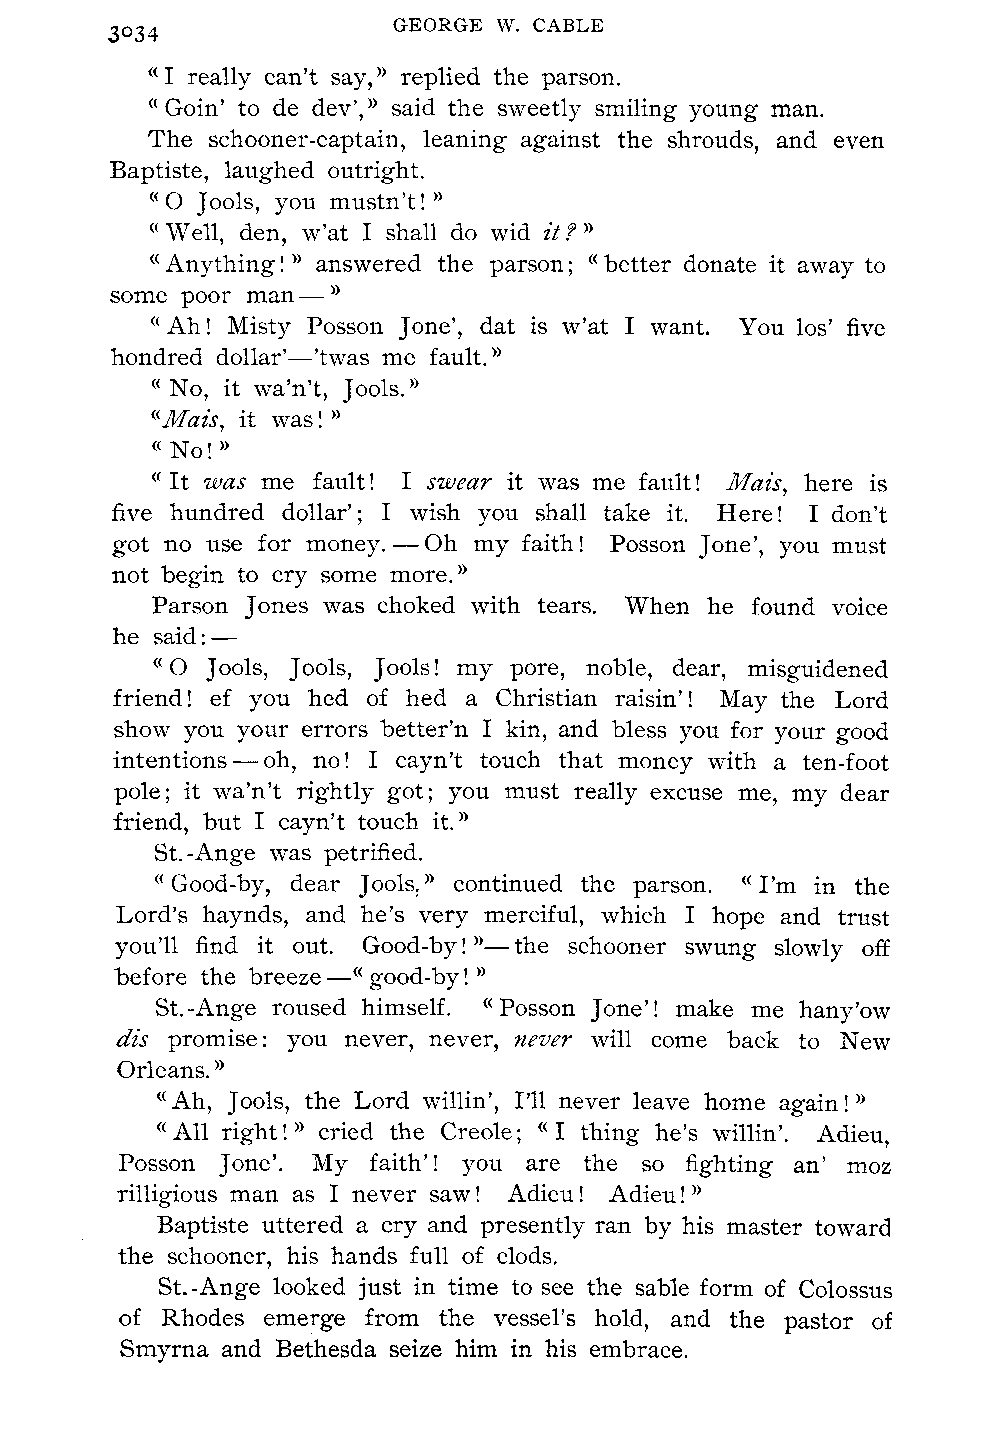 3034
GEORGE W. CABLE
«I really can't say,» replied the parson.
«Goin' to de dev',» said the sweetly smiling young man.
The schooner-captain, leaning against the shrouds, and even
Baptiste, laughed outright.
«O Jools, you mustn't!»
«Well, den, w'at I shall do wid it?»
«Anything!» answered the parson; «better donate it away to
some poor man—»
«Ah! Misty Posson Jone', dat is w'at I want. You los' five
hondred dollar'—'twas me fault.»
«No, it wa'n't, Jools.»
«Mais, it was!»
«No!»
«It was me fault! I swear it was me fault! Mais, here is
five hundred dollar'; I wish you shall take it. Here! I don't
got no use for money.—Oh my faith! Posson Jone', you must
not begin to cry some more.»
Parson Jones was choked with tears. When he found voice
he said:—
«O Jools, Jools, Jools! my pore, noble, dear, misguidened
friend! ef you hed of hed a Christian raisin'! May the Lord
show you your errors better'n I kin, and bless you for your good
intentions—oh, no! I cayn't touch that money with a ten-foot
pole; it wa'n't rightly got; you must really excuse me, my dear
friend, but I cayn't touch it.»
St.-Ange was petrified.
«Good-by, dear Jools,» continued the parson. «I'm in the
Lord's haynds, and he's very merciful, which I hope and trust
you'll find it out. Good-by!»—the schooner swung slowly off
before the breeze—«good-by!»
St.-Ange roused himself. «Posson Jone'! make me hany'ow
dis promise: you never, never, never will come back to New
Orleans.»
«Ah, Jools, the Lord willin', I'll never leave home again!»
«All right!» cried the Creole; «I thing he's willin'. Adieu,
Posson Jone'. My faith'! you are the so fighting an' moz
rilligious man as I never saw! Adieu! Adieu!»
Baptiste uttered a cry and presently ran by his master toward
the schooner, his hands full of clods.
St.-Ange looked just in time to see the sable form of Colossus
of Rhodes emerge from the vessel's hold, and the pastor of
Smyrna and Bethesda seize him in his embrace.